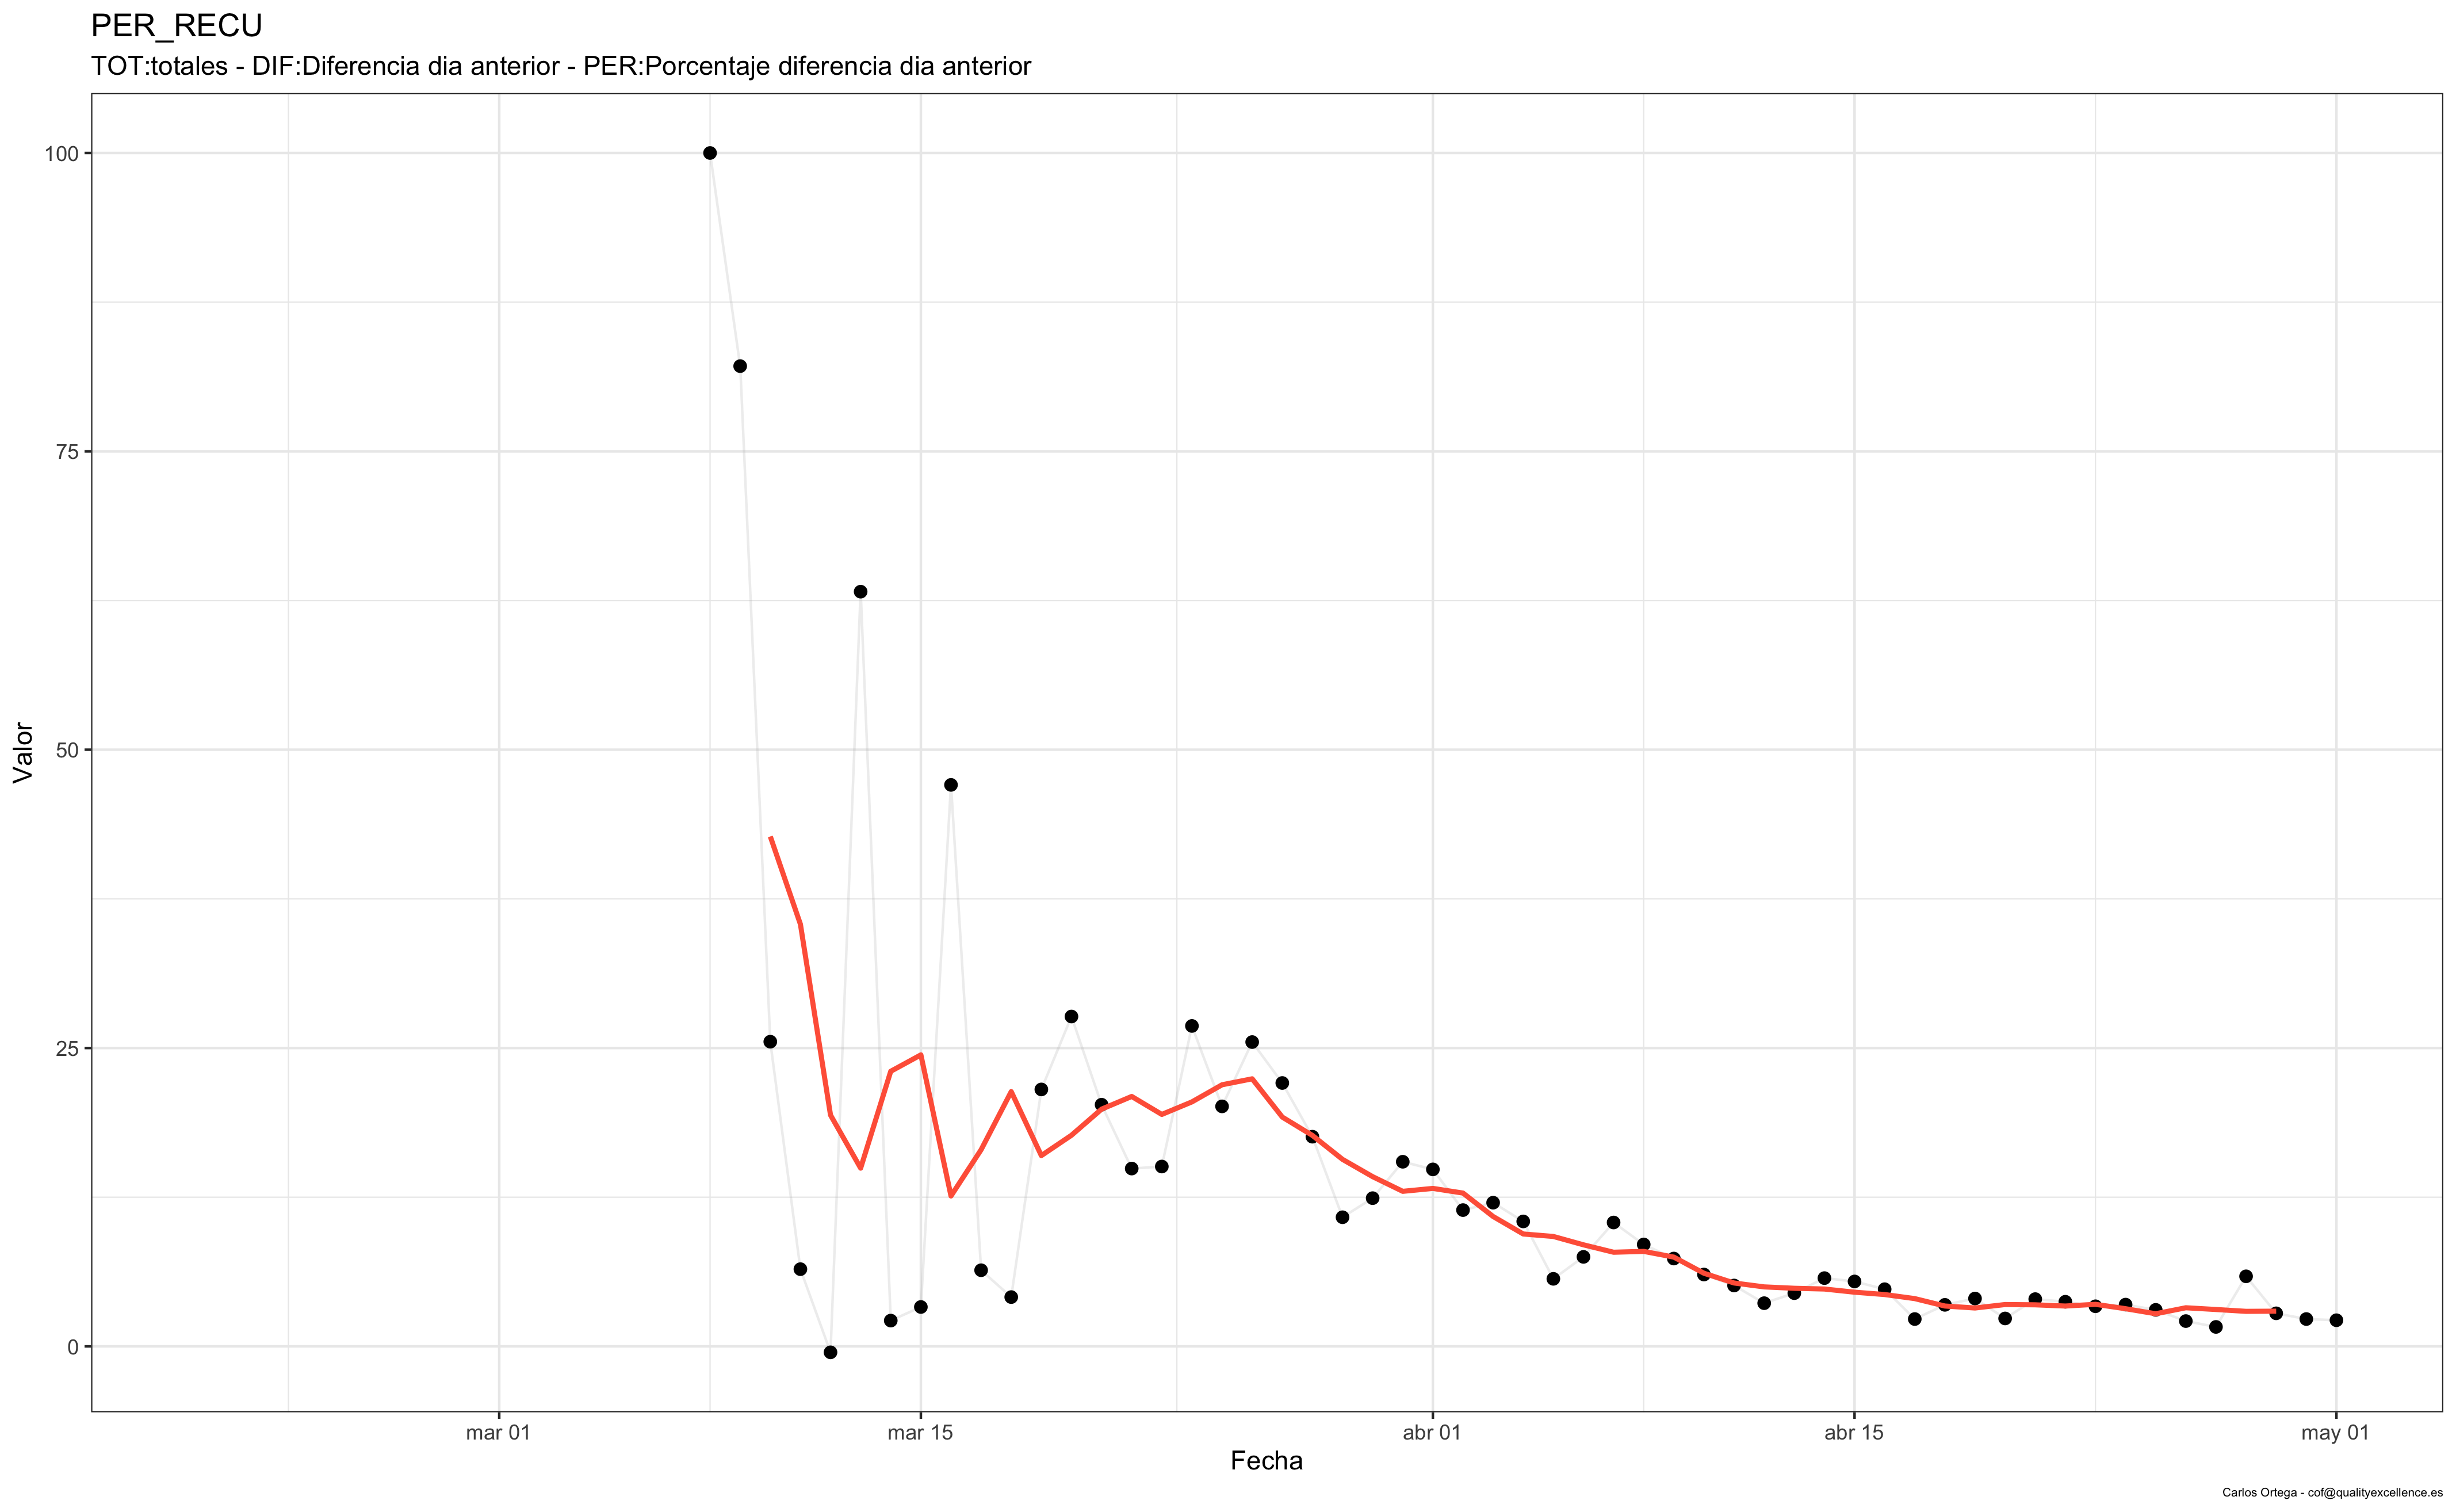 PER_RECU
TOT:totales - DIF:Diferencia dia anterior - PER:Porcentaje diferencia dia anterior
100
75
50
25
0
Valor
mar 01
mar 15
abr 01
abr 15
may 01
Fecha
Carlos Ortega - cof@qualityexcellence.es